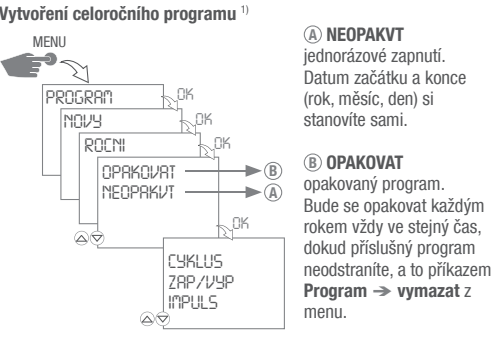 Vytvoření celoročního programu 1)
MENU
PROGRAM
OK
NOVY
OK
ROCNI
OK
OPAKOVAT
B
NEOPAKVT
A
OK
CYKLUS
ZAP/VYP
IMPULS
A NEOPAKVT
jednorázové zapnutí.
Datum začátku a konce
(rok, měsíc, den) si
stanovíte sami.
B OPAKOVAT
opakovaný program.
Bude se opakovat každým
rokem vždy ve stejný čas,
dokud příslušný program
neodstraníte, a to příkazem
Program → vymazat z
menu.